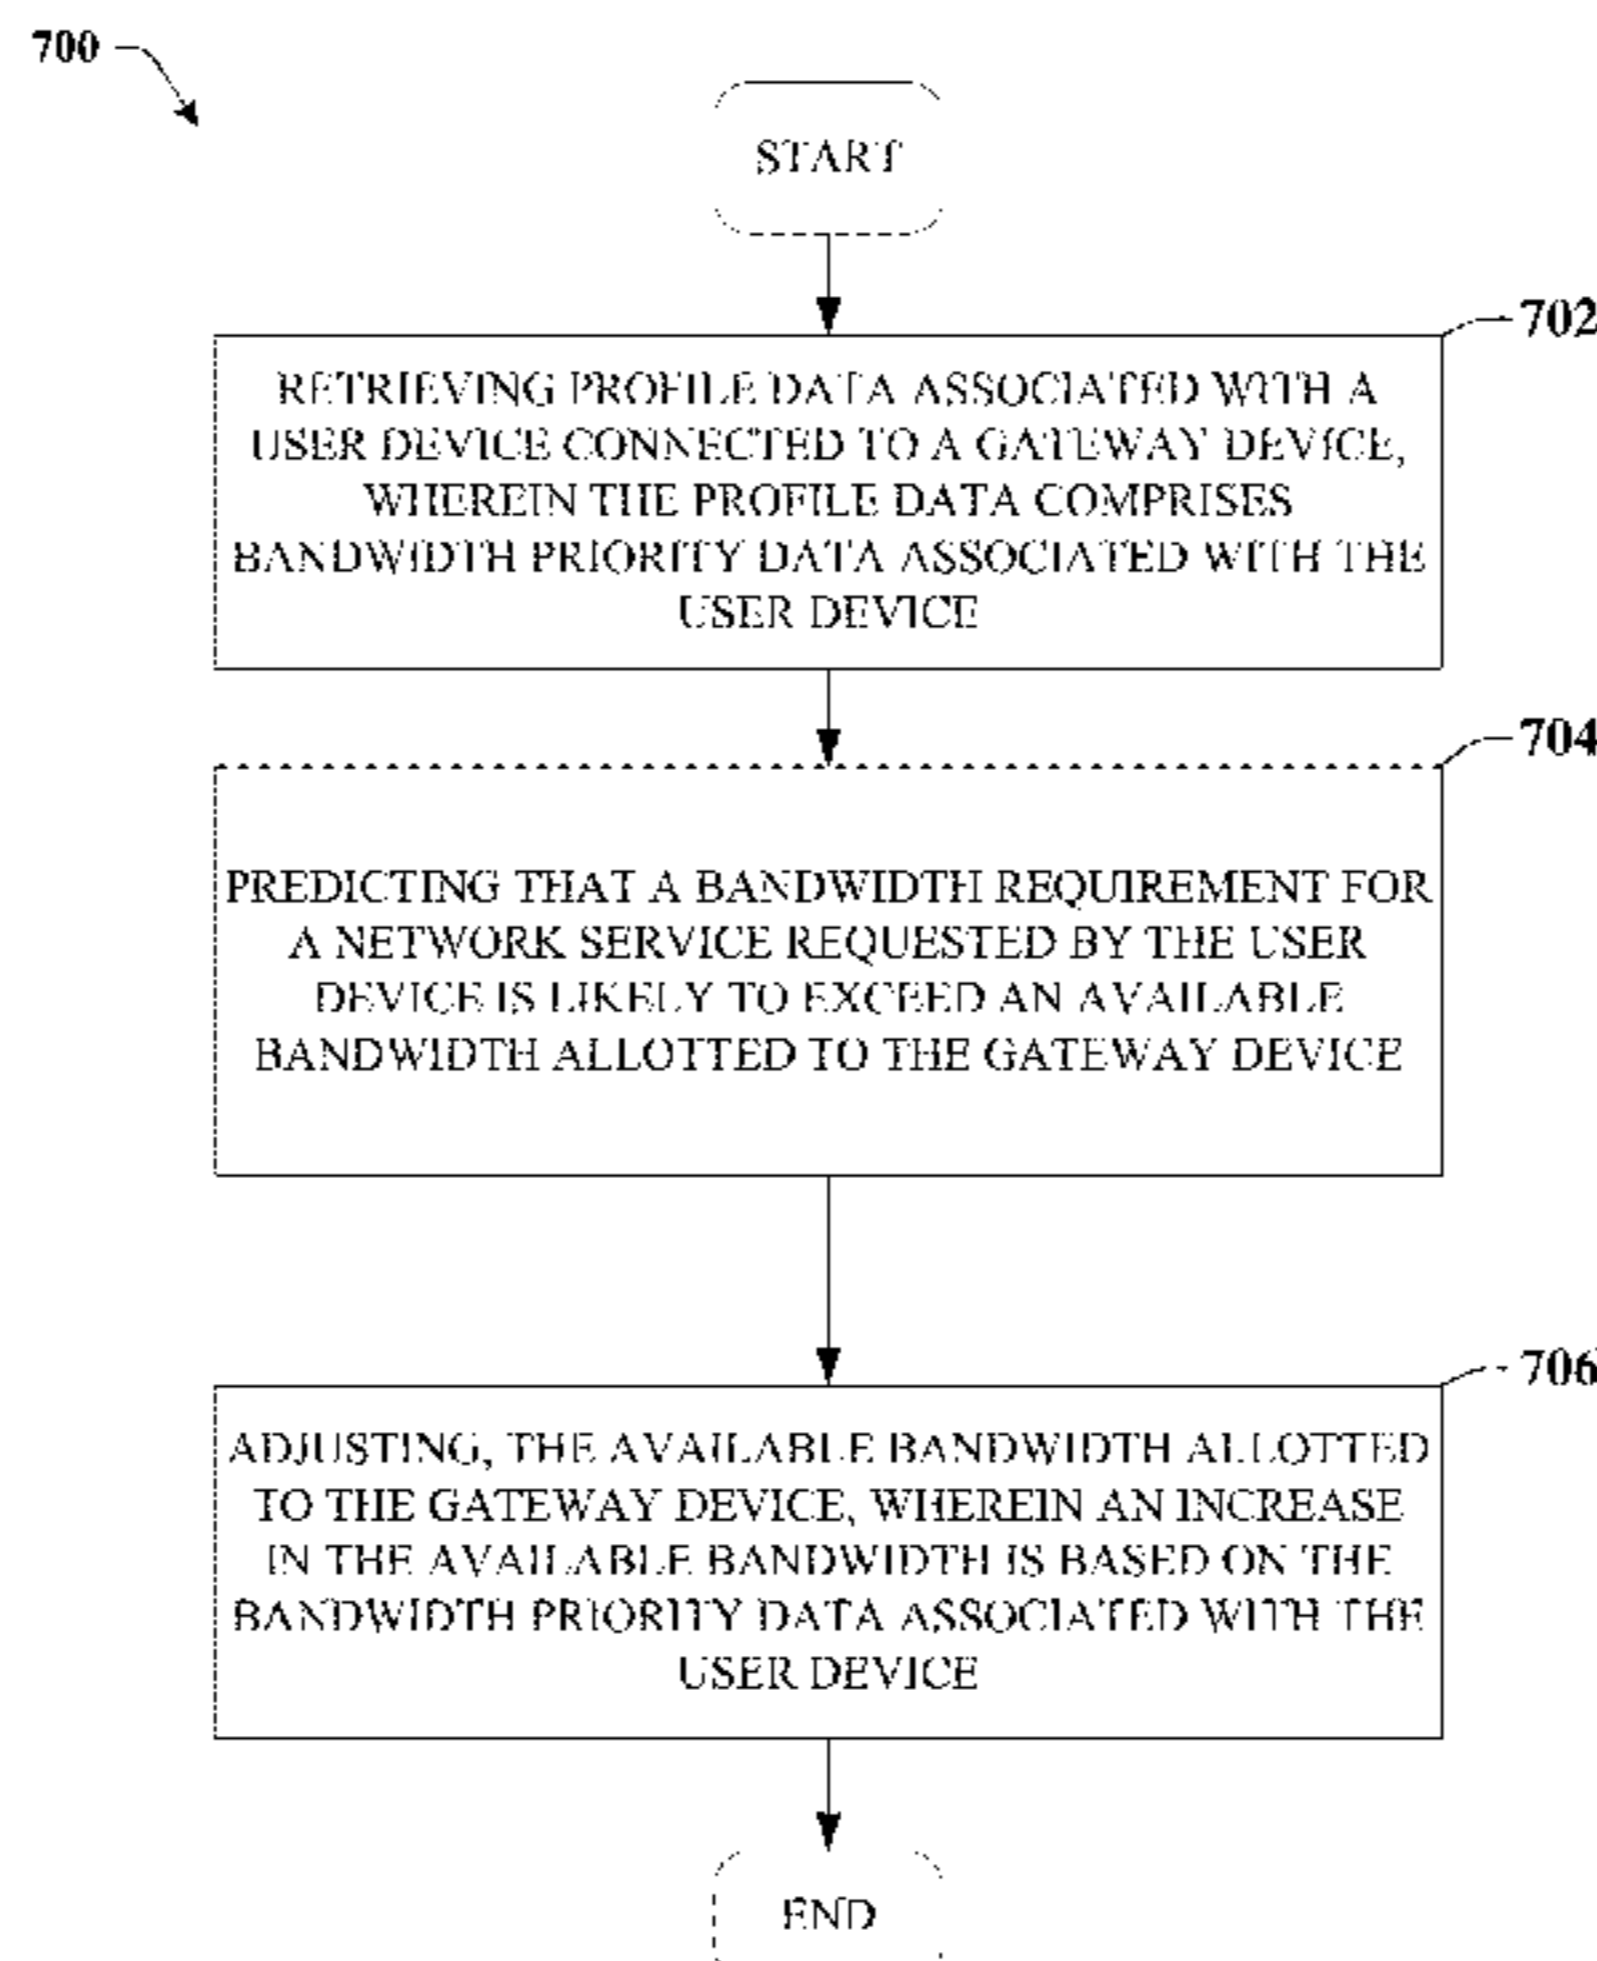 700
START
702
RETRIEVING PROFILE DATA ASSOCIATED WITH A
USER DEVICE CONNECTED TO A GATEWAY DEVICE,
WHEREIN THE PROFILE DATA COMPRISES
BANDWIDTH PRIORITY DATA ASSOCIATED WITH THE
USER DEVICE
704
PREDICTING THAT A BANDWIDTH REQUIREMENT FOR
A NETWORK SERVICE REQUESTED BY THE USER
DEVICE IS LIKELY TO EXCEED AN AVAILABLE
BANDWIDTH ALLOTTED TO THE GATEWAY DEVICE
706
ADJUSTING, THE AVAILABLE BANDWIDTH ALLOTTED
TO THE GATEWAY DEVICE, WHEREIN AN INCREASE
IN THE AVAILABLE BANDWIDTH IS BASED ON THE
BANDWIDTH PRIORITY DATA ASSOCIATED WITH THE
USER DEVICE
END